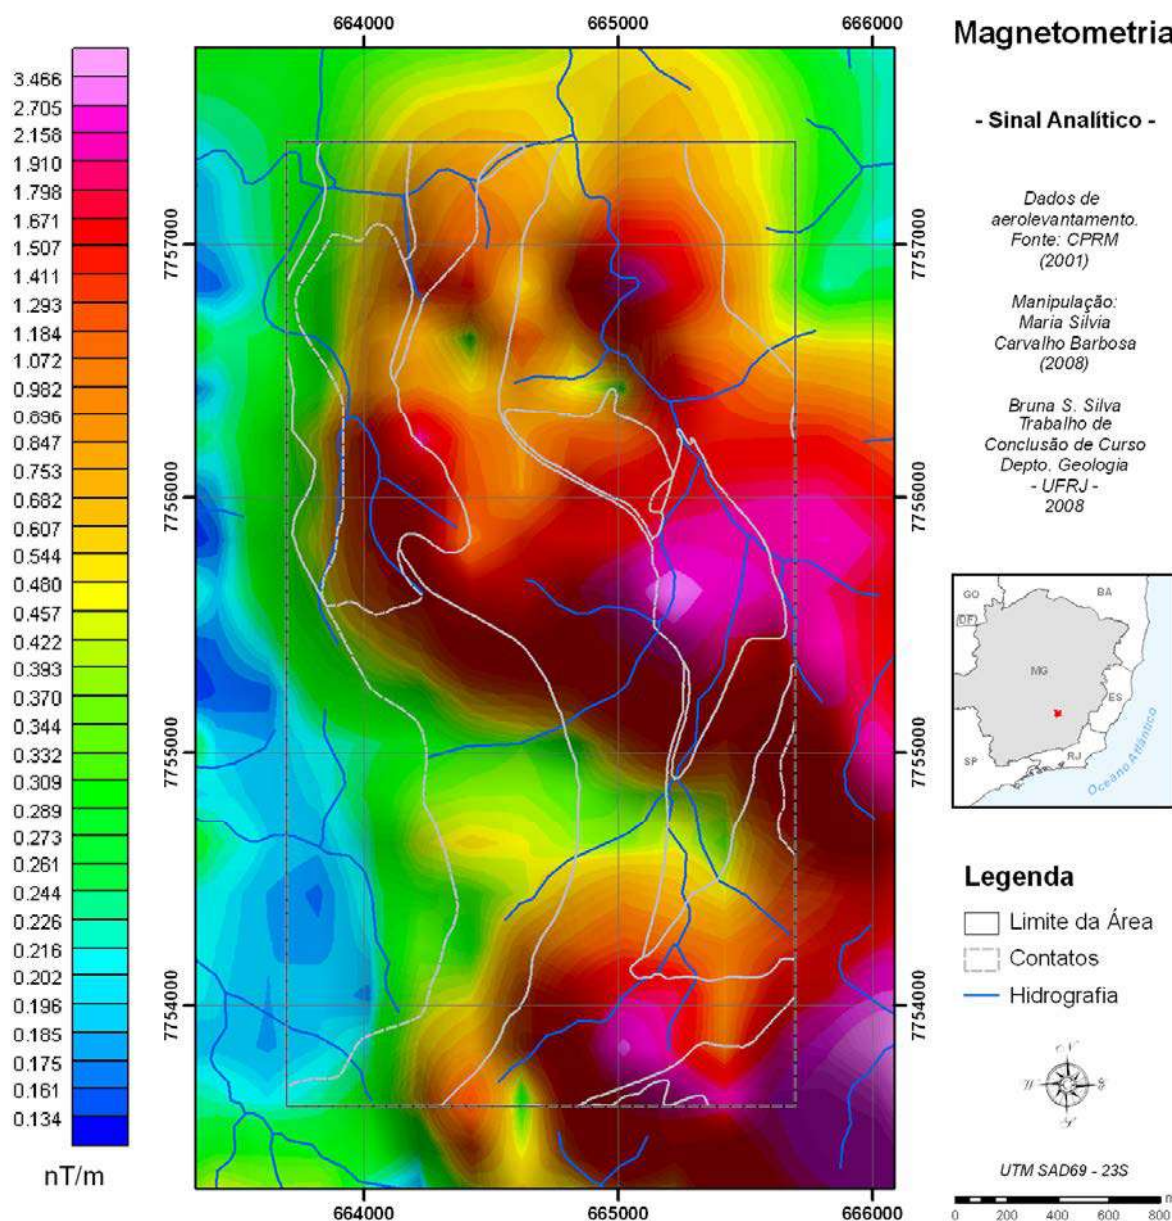 664000
665000
666000
Magnetometria
- Sinal Analítico -
Dados de
aerolevantamento.
Fonte: CPRM
(2001)
Manipulação:
Maria Silvia
Carvalho Barbosa
(2008)
Bruna S. Silva
Trabalho de
Conclusão de Curso
Depto. Geologia
- UFRJ -
2008
3.466
2.705
2.158
1.910
1.798
1.671
1.507
1.411
1.293
1.184
1.072
0.982
0.896
0.847
0.753
0.682
0.607
0.544
0.480
0.457
0.422
0.393
0.370
0.344
0.332
0.309
0.289
0.273
0.261
0.244
0.226
0.216
0.202
0.196
0.185
0.175
0.161
0.134
nT/m
7757000
7757000
7756000
7756000
7755000
7755000
7754000
7754000
GO
DF
BA
MG
ES
SP
RJ
Oceano Atlântico
Legenda
Limite da Área
Contatos
Hidrografia
UTM SAD69 - 23S
m
0 200 400 600 800
664000
665000
666000